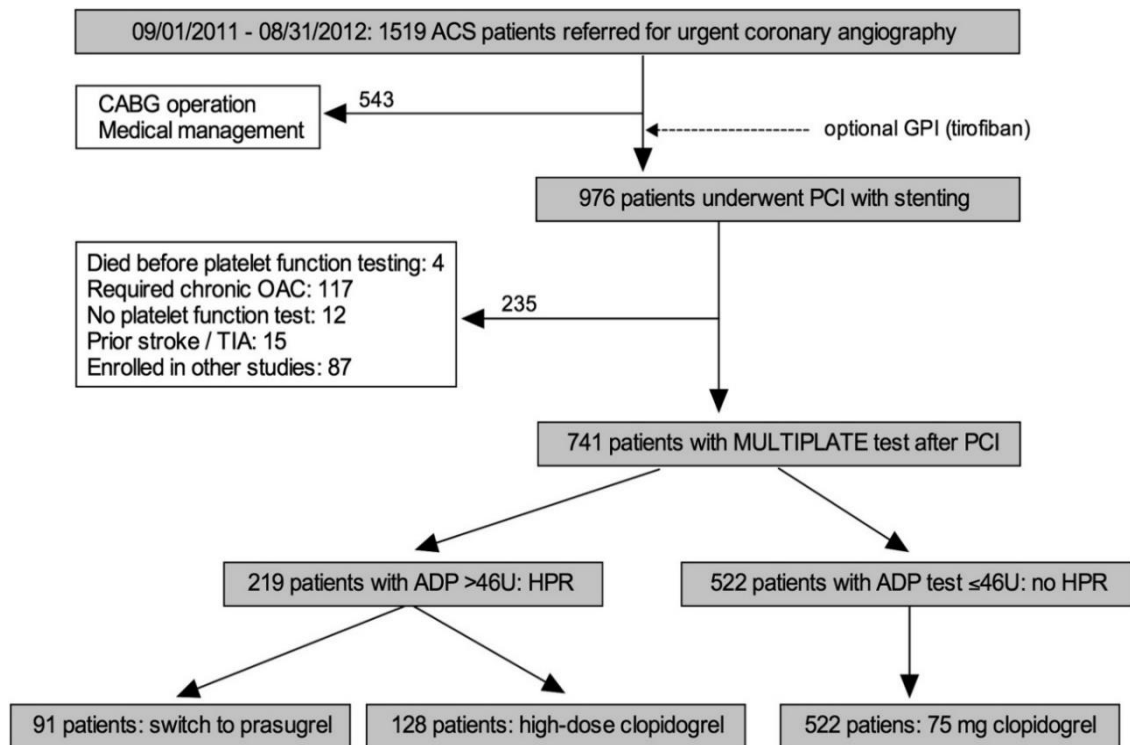 09/01/2011 - 08/31/2012: 1519 ACS patients referred for urgent coronary angiography
CABG operation
Medical management
543
optional GPI (tirofiban)
976 patients underwent PCI with stenting
Died before platelet function testing: 4
Required chronic OAC: 117
No platelet function test: 12
Prior stroke / TIA: 15
Enrolled in other studies: 87
235
741 patients with MULTIPLATE test after PCI
219 patients with ADP >46U: HPR
522 patients with ADP test ≤46U: no HPR
91 patients: switch to prasugrel
128 patients: high-dose clopidogrel
522 patiens: 75 mg clopidogrel